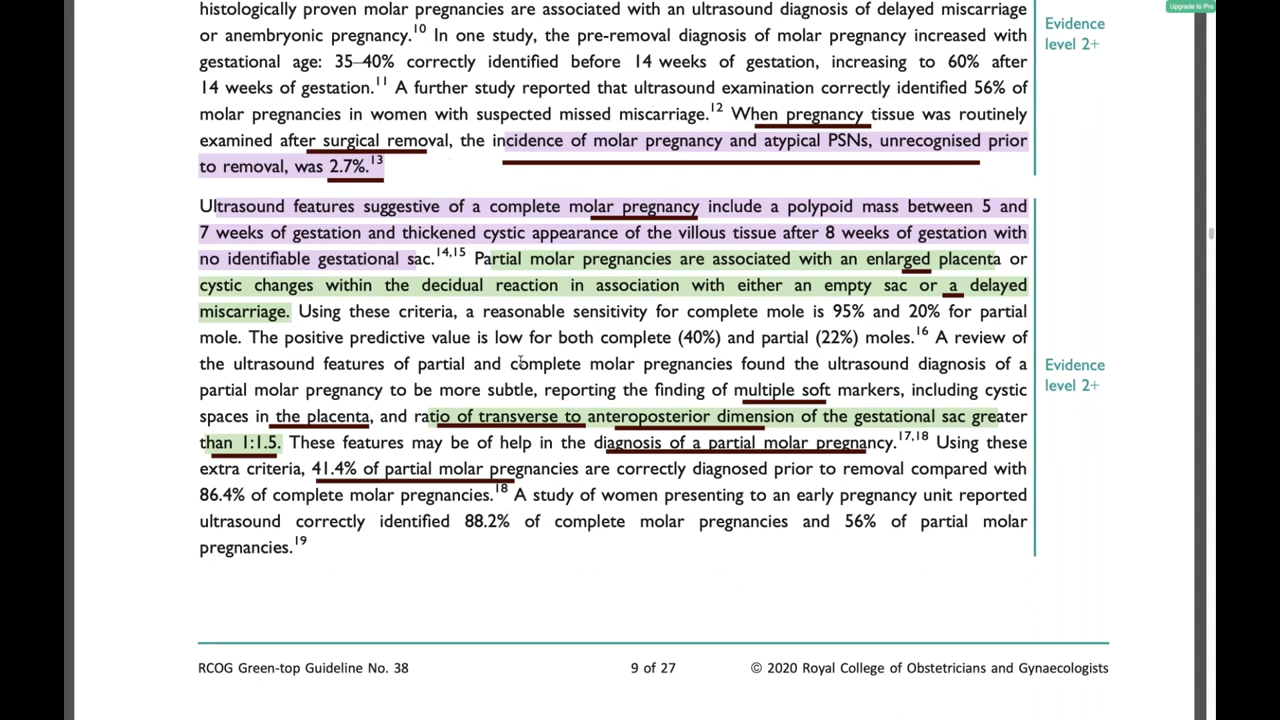 Upgrade to Pro
histologically proven molar pregnancies are associated with an ultrasound diagnosis of delayed miscarriage
or anembryonic pregnancy.10 In one study, the pre-removal diagnosis of molar pregnancy increased with
gestational age: 35–40% correctly identified before 14 weeks of gestation, increasing to 60% after
14 weeks of gestation.11 A further study reported that ultrasound examination correctly identified 56% of
molar pregnancies in women with suspected missed miscarriage.12 When pregnancy tissue was routinely
examined after surgical removal, the incidence of molar pregnancy and atypical PSNs, unrecognised prior
to removal, was 2.7%.13
Evidence
level 2+
Ultrasound features suggestive of a complete molar pregnancy include a polypoid mass between 5 and
7 weeks of gestation and thickened cystic appearance of the villous tissue after 8 weeks of gestation with
no identifiable gestational sac.14,15 Partial molar pregnancies are associated with an enlarged placenta or
cystic changes within the decidual reaction in association with either an empty sac or a delayed
miscarriage. Using these criteria, a reasonable sensitivity for complete mole is 95% and 20% for partial
mole. The positive predictive value is low for both complete (40%) and partial (22%) moles.16 A review of
the ultrasound features of partial and complete molar pregnancies found the ultrasound diagnosis of a
partial molar pregnancy to be more subtle, reporting the finding of multiple soft markers, including cystic
spaces in the placenta, and ratio of transverse to anteroposterior dimension of the gestational sac greater
than 1:1.5. These features may be of help in the diagnosis of a partial molar pregnancy.17,18 Using these
extra criteria, 41.4% of partial molar pregnancies are correctly diagnosed prior to removal compared with
86.4% of complete molar pregnancies.18 A study of women presenting to an early pregnancy unit reported
ultrasound correctly identified 88.2% of complete molar pregnancies and 56% of partial molar
pregnancies.19
Evidence
level 2+
RCOG Green-top Guideline No. 38
9 of 27
© 2020 Royal College of Obstetricians and Gynaecologists